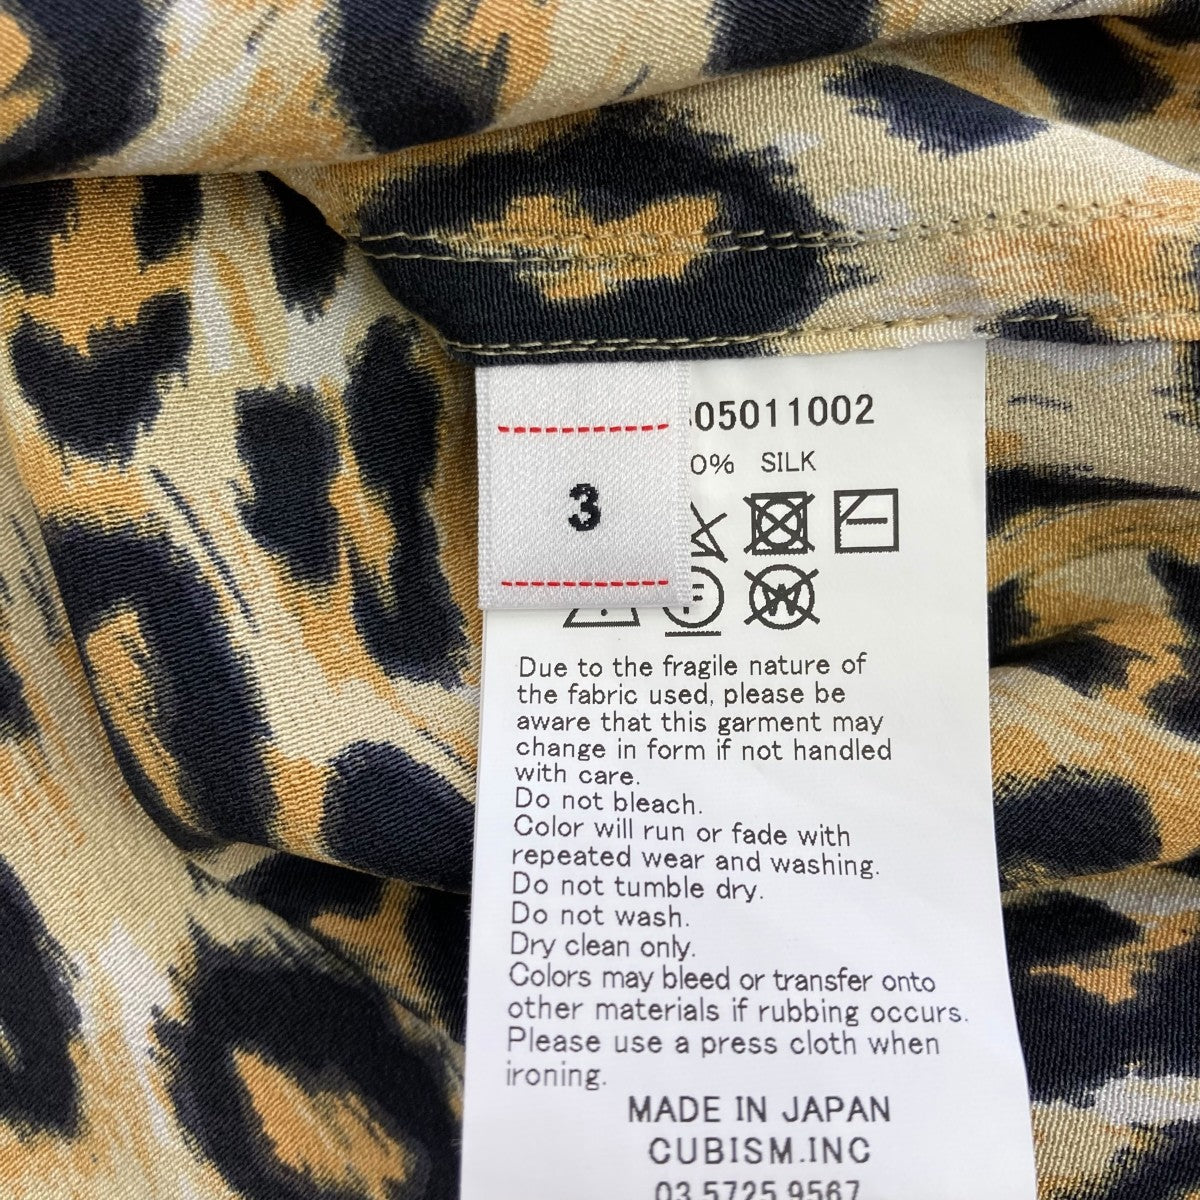 05011002
0% SILK
3
Due to the fragile nature of
the fabric used, please be
aware that this garment may
change in form if not handled
with care.
Do not bleach.
Color will run or fade with
repeated wear and washing.
Do not tumble dry.
Do not wash.
Dry clean only.
Colors may bleed or transfer onto
other materials if rubbing occurs.
Please use a press cloth when
ironing.
MADE IN JAPAN
CUBISM.INC
03 5725 9567